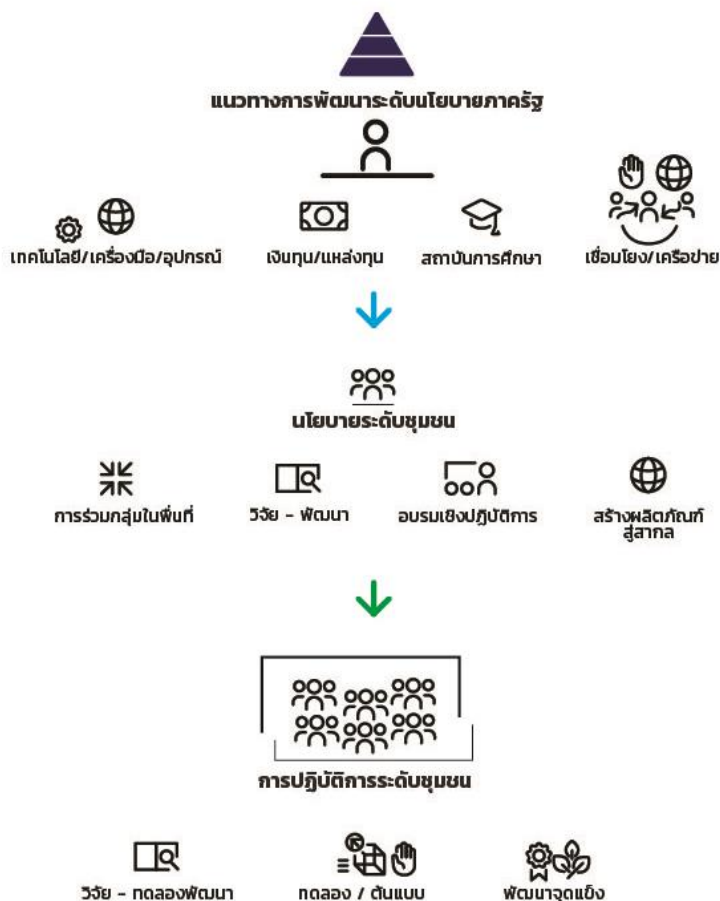 แนวทางการพัฒนาระดับนโยบายภาครัฐ
เทคโนโลยี/เครื่องมือ/อุปกรณ์
เงินทุน/แหล่งทุน
สถาบันการศึกษา
เชื่อมโยง/เครือข่าย
นโยบายระดับชุมชน
การร่วมกลุ่มในพื่นที่
วิจัย - พัฒนา
อบรมเชิงปฏิบัติการ
สร้างผลิตภัณฑ์
สู่สากล
การปฏิบัติการระดับชุมชน
วิจัย - ทดลองพัฒนา
ทดลอง / ต้นแบบ
พัฒนาจุดแข็ง